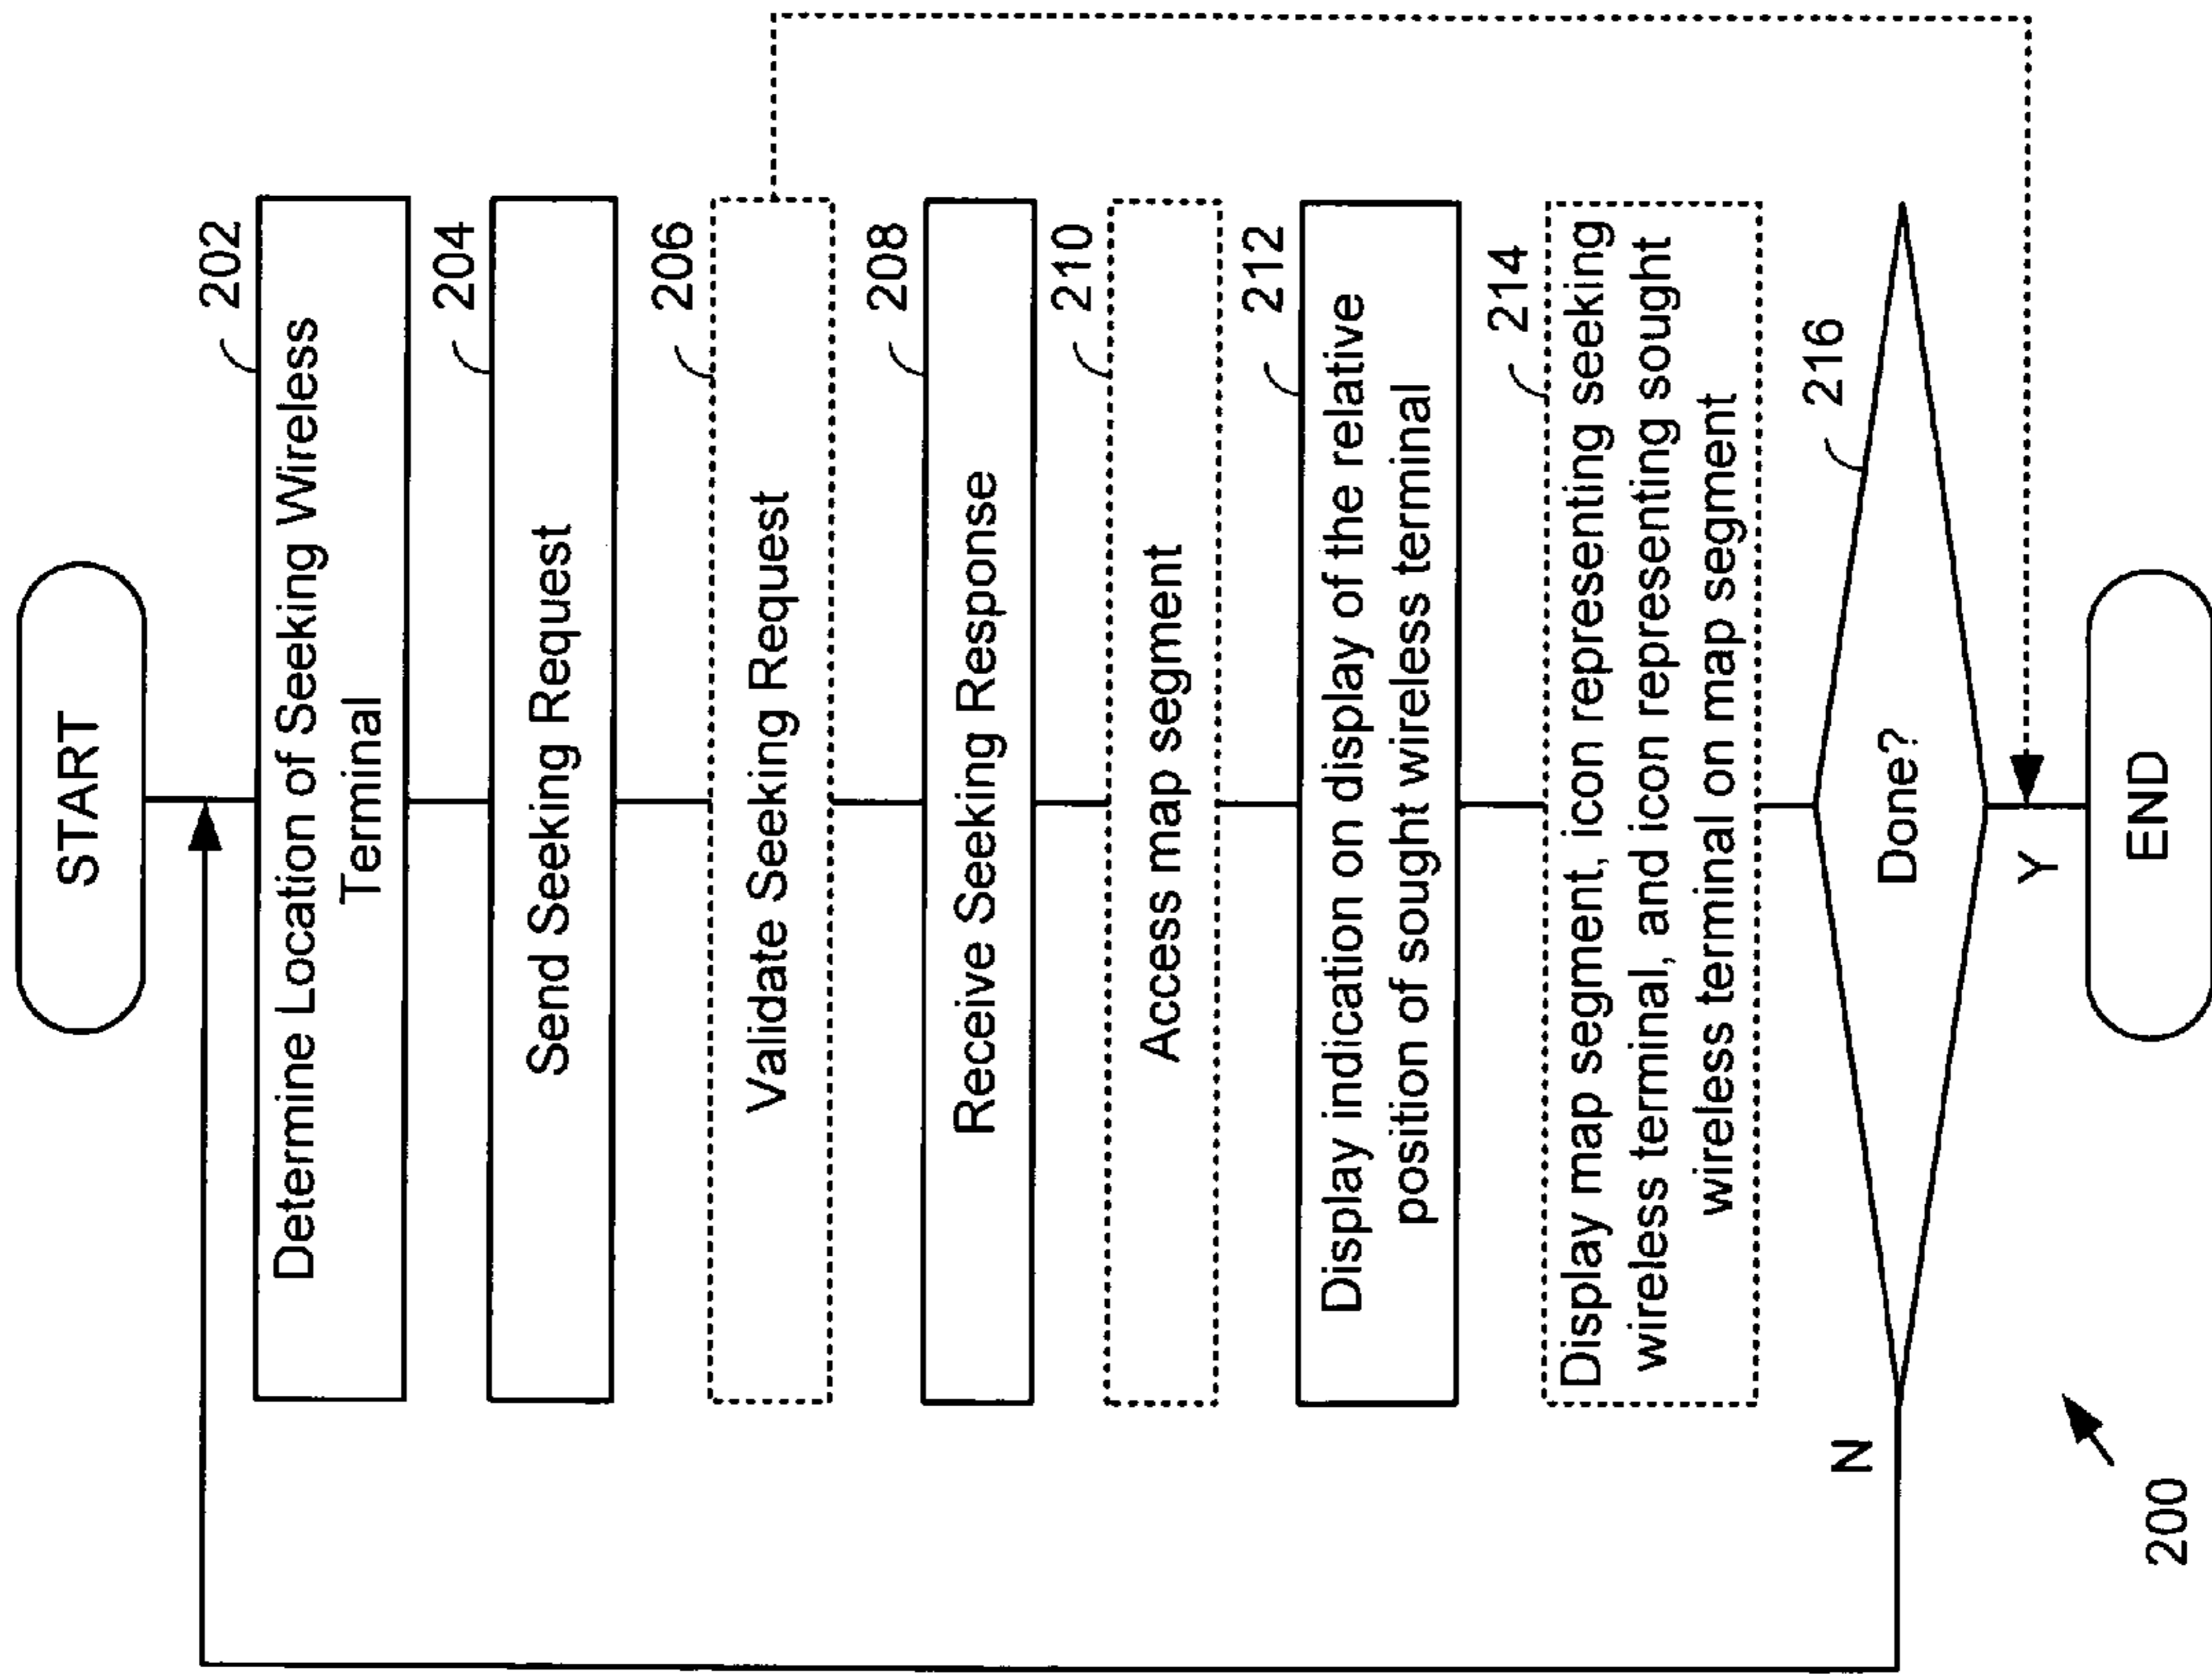 START
202
Determine Location of Seeking Wireless
Terminal
204
Send Seeking Request
206
Validate Seeking Request
208
Receive Seeking Response
210
Access map segment
212
Display indication on display of the relative
position of sought wireless terminal
214
Display map segment, icon representing seeking
wireless terminal, and icon representing sought
wireless terminal on map segment
216
Done?
N
Y
END
200